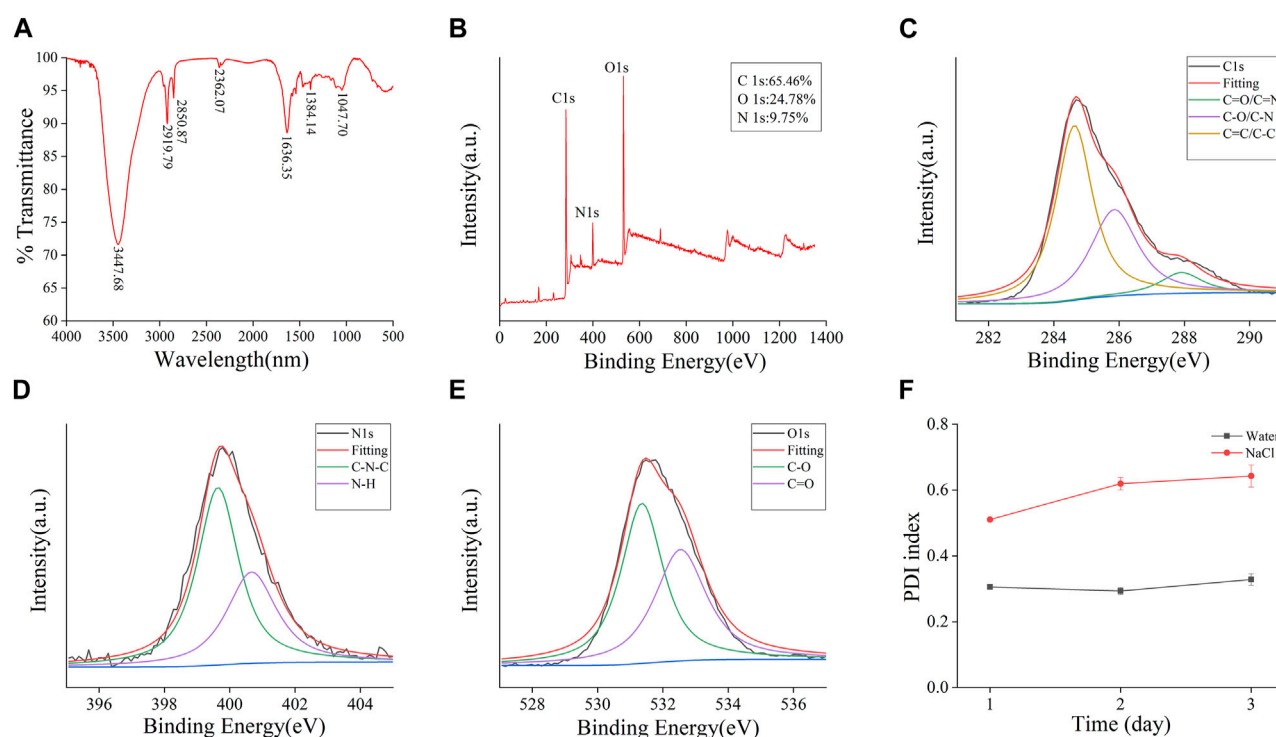 A
% Transmittance
100
95
90
85
80
75
70
65
60
3447.68
2919.79
2850.87
2362.07
1636.35
1384.14
1047.70
4000 3500 3000 2500 2000 1500 1000 500
Wavelength(nm)
B
Intensity(a.u.)
C1s
N1s
O1s
C 1s:65.46%
O 1s:24.78%
N 1s:9.75%
0 200 400 600 800 1000 1200 1400
Binding Energy(eV)
C
Intensity(a.u.)
C1s
Fitting
C=O/C=N
C-O/C-N
C=C/C-C
282 284 286 288 290
Binding Energy(eV)
D
Intensity(a.u.)
N1s
Fitting
C-N-C
N-H
396 398 400 402 404
Binding Energy(eV)
E
Intensity(a.u.)
O1s
Fitting
C-O
C=O
528 530 532 534 536
Binding Energy(eV)
F
PDI index
0.8
0.6
0.4
0.2
0.0
Water
NaCl
1 2 3
Time (day)